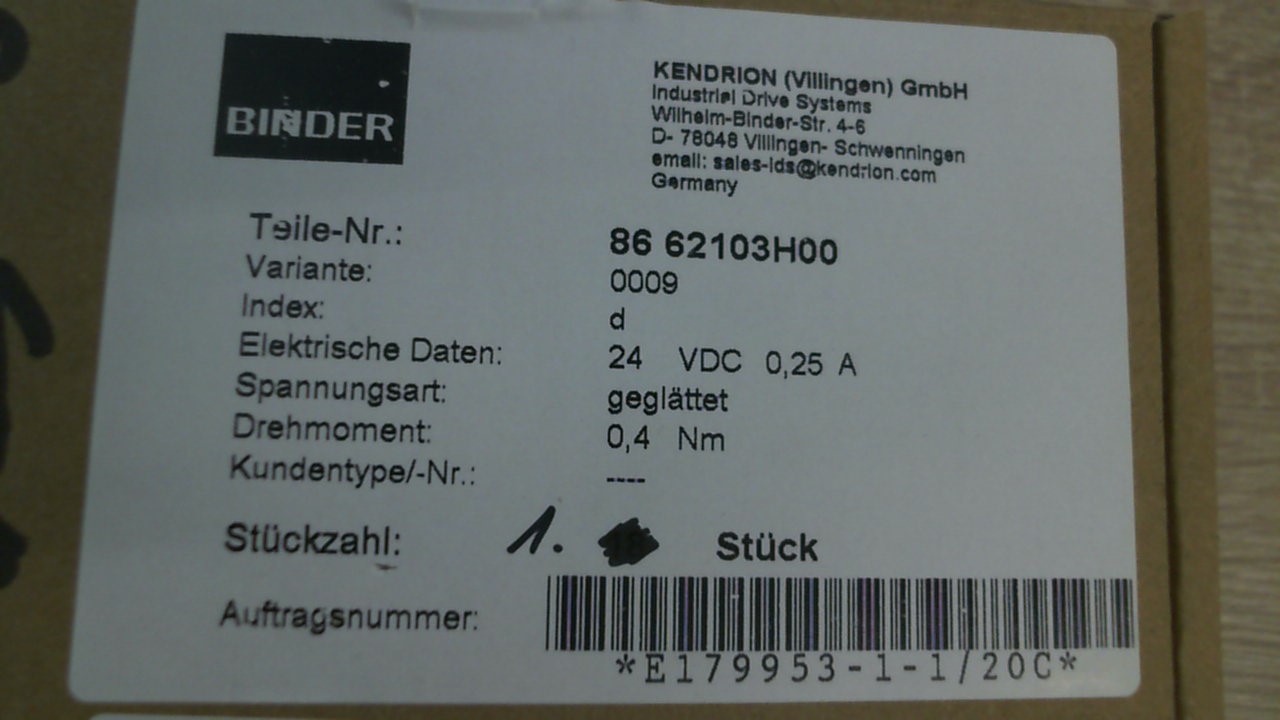 BINDER
KENDRION (Villingen) GmbH
Industrial Drive Systems
Wilhelm-Binder-Str. 4-6
D- 78048 Villingen- Schwenningen
email: sales-ids@kendrion.com
Germany
Teile-Nr.: 86 62103H00
Variante: 0009
Index: d
Elektrische Daten: 24 VDC 0,25 A
Spannungsart: geglättet
Drehmoment: 0,4 Nm
Kundentype/-Nr.: ----
Stückzahl: 1. Stück
Auftragsnummer:
*E179953-1-1/20C*